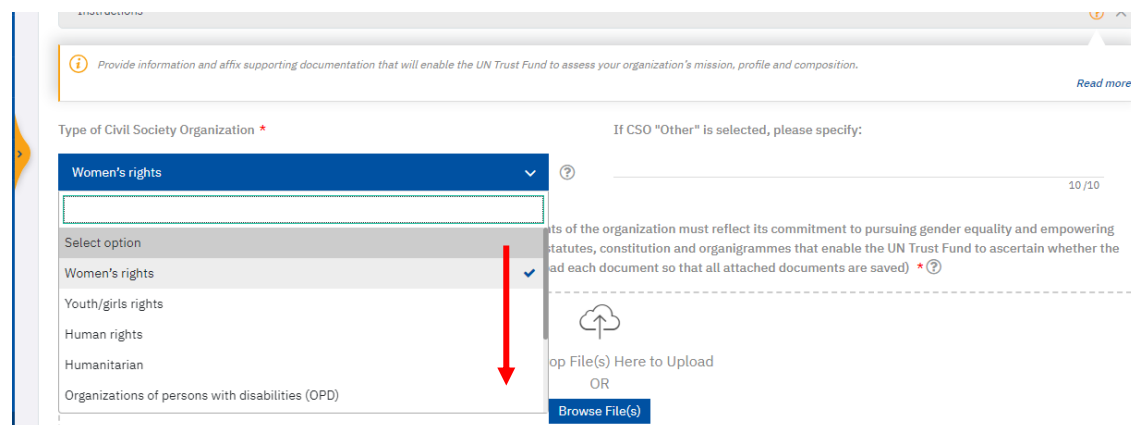 Instructions
Provide information and affix supporting documentation that will enable the UN Trust Fund to assess your organization's mission, profile and composition.
Read more
Type of Civil Society Organization *
If CSO "Other" is selected, please specify:
Women's rights
10 /10
Select option
Women's rights
Youth/girls rights
Human rights
Humanitarian
Organizations of persons with disabilities (OPD)
of the organization must reflect its commitment to pursuing gender equality and empowering
statutes, constitution and organigrammes that enable the UN Trust Fund to ascertain whether the
each document so that all attached documents are saved) *
File(s) Here to Upload
OR
Browse File(s)